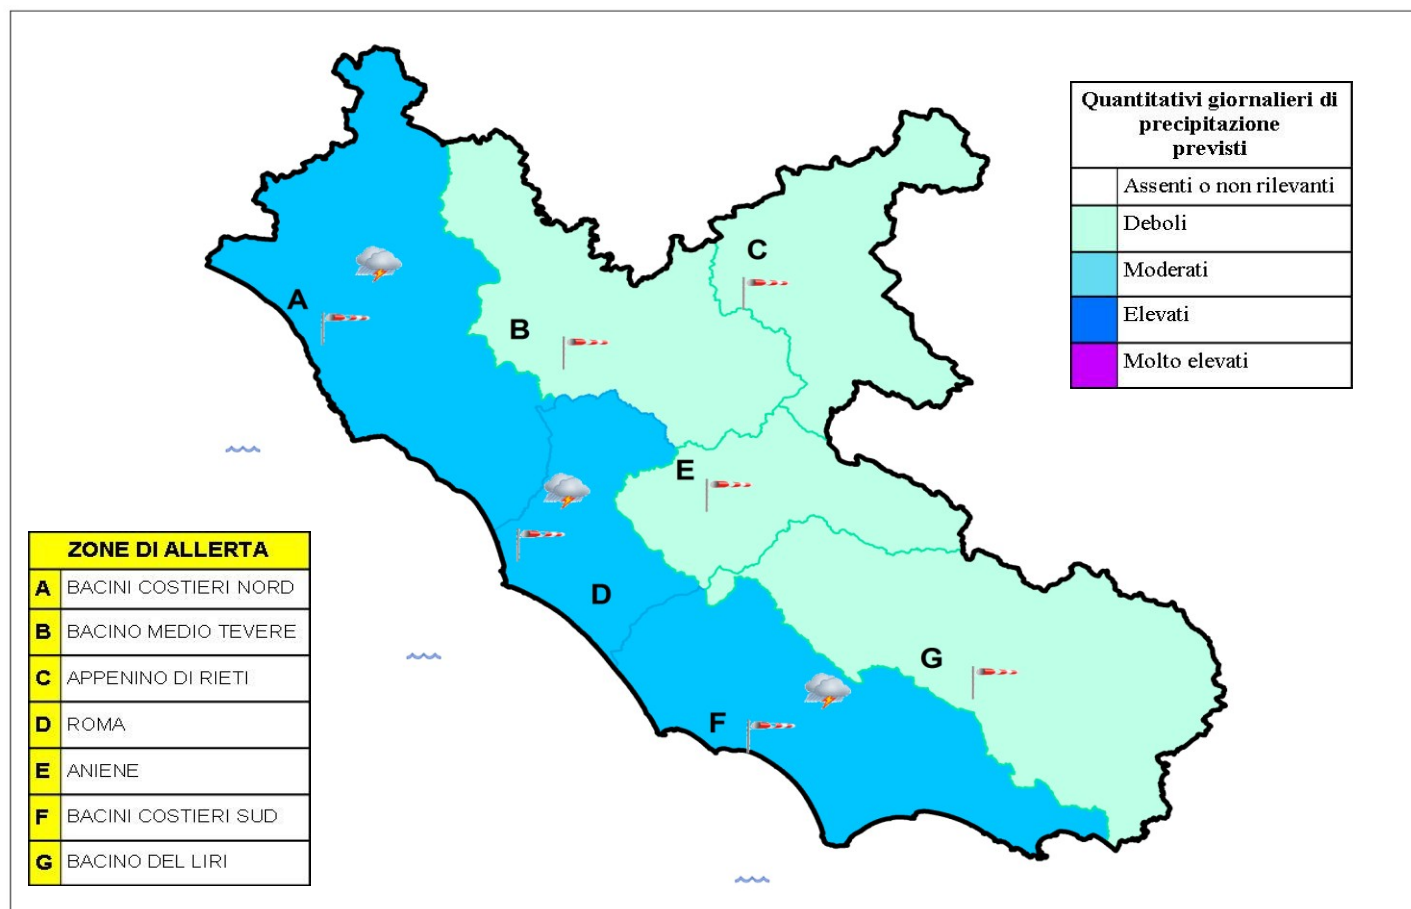 Quantitativi giornalieri di
precipitazione
previsti
Assenti o non rilevanti
Deboli
Moderati
Elevati
Molto elevati
C
A
B
E
D
G
F
ZONE DI ALLERTA
A BACINI COSTIERI NORD
B BACINO MEDIO TEVERE
C APPENINO DI RIETI
D ROMA
E ANIENE
F BACINI COSTIERI SUD
G BACINO DEL LIRI